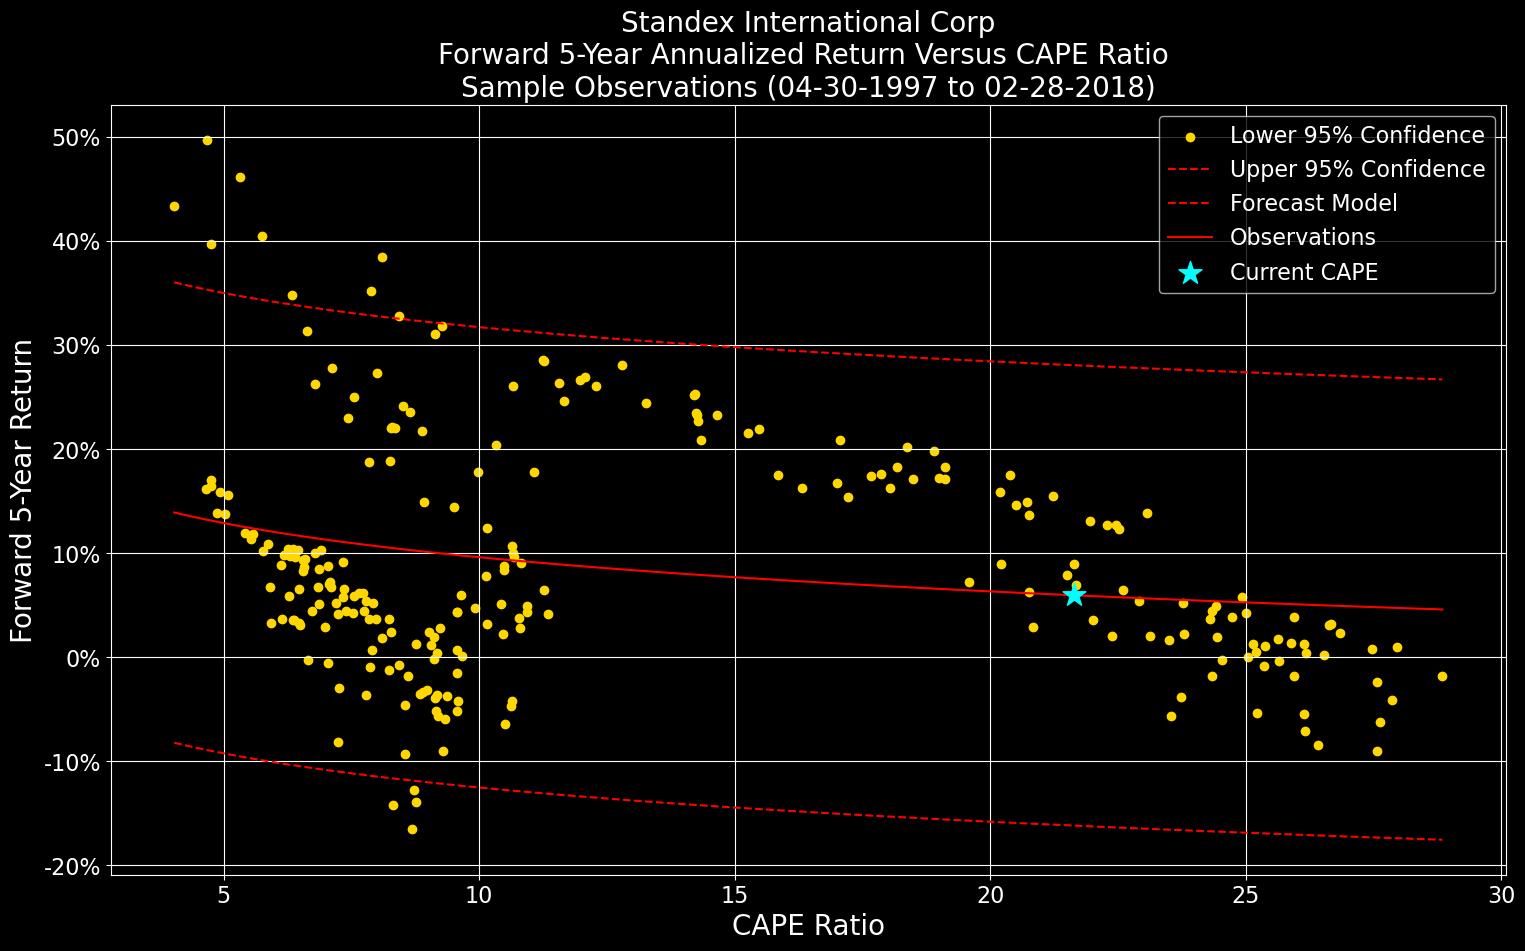 Standex International Corp
Forward 5-Year Annualized Return Versus CAPE Ratio
Sample Observations (04-30-1997 to 02-28-2018)
Lower 95% Confidence
Upper 95% Confidence
Forecast Model
Observations
Current CAPE
Forward 5-Year Return
50%
40%
30%
20%
10%
0%
-10%
-20%
5 10 15 20 25 30
CAPE Ratio